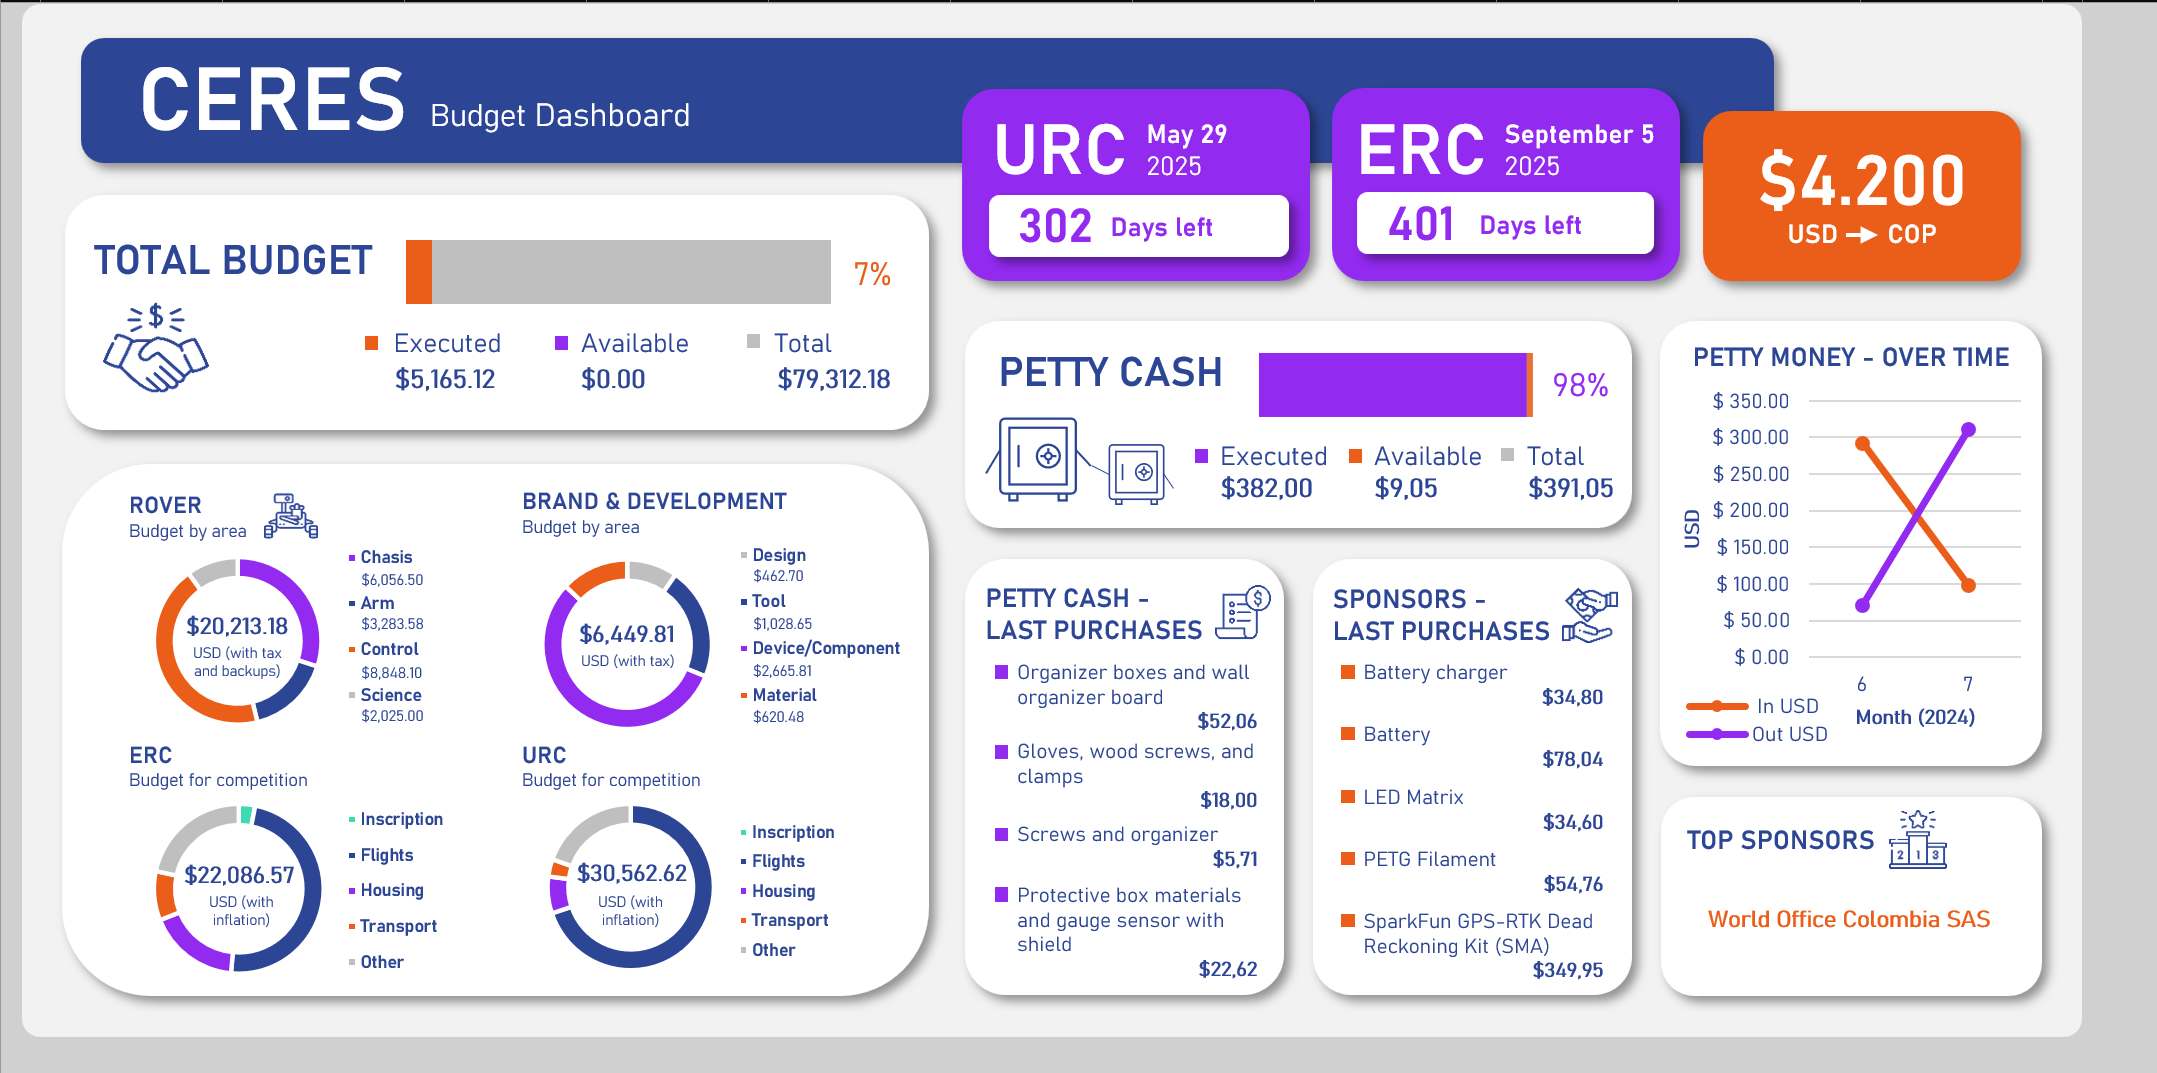 CERES Budget Dashboard
URC May 29
2025
302 Days left
ERC September 5
2025
401 Days left
$4.200
USD → COP
TOTAL BUDGET
7%
$
Executed Available Total
$5,165.12 $0.00 $79,312.18
PETTY CASH
98%
Executed Available Total
$382,00 $9,05 $391,05
PETTY MONEY - OVER TIME
$ 350.00
$ 300.00
$ 250.00
$ 200.00
$ 150.00
$ 100.00
$ 50.00
$ 0.00
USD
6 7
In USD
Out USD
Month (2024)
ROVER
Budget by area
$20,213.18
USD (with tax
and backups)
Chasis
$6,056.50
Arm
$3,283.58
Control
$8,848.10
Science
$2,025.00
BRAND & DEVELOPMENT
Budget by area
$6,449.81
USD (with tax)
Design
$462.70
Tool
$1,028.65
Device/Component
$2,665.81
Material
$620.48
ERC
Budget for competition
$22,086.57
USD (with
inflation)
Inscription
Flights
Housing
Transport
Other
URC
Budget for competition
$30,562.62
USD (with
inflation)
Inscription
Flights
Housing
Transport
Other
PETTY CASH -
LAST PURCHASES
$
Organizer boxes and wall
organizer board
$52,06
Gloves, wood screws, and
clamps
$18,00
Screws and organizer
$5,71
Protective box materials
and gauge sensor with
shield
$22,62
SPONSORS -
LAST PURCHASES
Battery charger
$34,80
Battery
$78,04
LED Matrix
$34,60
PETG Filament
$54,76
SparkFun GPS-RTK Dead
Reckoning Kit (SMA)
$349,95
TOP SPONSORS
2 1 3
World Office Colombia SAS